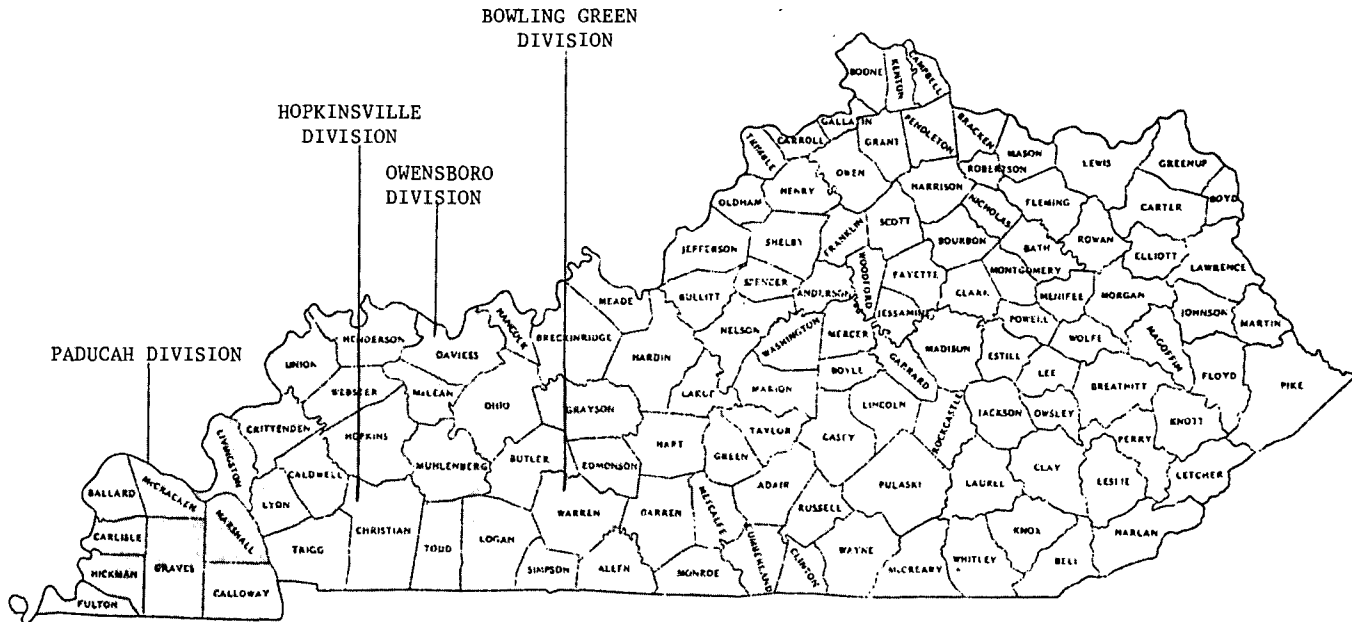 BOWLING GREEN
DIVISION
HOPKINSVILLE
DIVISION
OWENSBORO
DIVISION
PADUCAH DIVISION
BOONE
KENTON
CAMPBELL
GALLATIN
CARROLL
TRIMBLE
GRANT
PENDLETON
BRACKEN
MASON
ROBERTSON
LEWIS
GREENUP
OWEN
HENRY
OLDHAM
HARRISON
NICHOLAS
FLEMING
CARTER
BOYD
JEFFERSON
SHELBY
FRANKLIN
SCOTT
BOURBON
BATH
ROWAN
ELLIOTT
LAWRENCE
MEADE
BULLITT
SPENCER
ANDERSON
WOODFORD
FAYETTE
CLARK
MONTGOMERY
MENIFEE
MORGAN
JOHNSON
MARTIN
HENDERSON
DAVIESS
HANCOCK
BRECKINRIDGE
HARDIN
NELSON
WASHINGTON
MERCER
JESSAMINE
MADISON
POWELL
WOLFE
MAGOFFIN
UNION
WEBSTER
McLEAN
OHIO
GRAYSON
LARUE
MARION
BOYLE
GARRARD
ESTILL
LEE
BREATHITT
FLOYD
PIKE
CRITTENDEN
LIVINGSTON
HOPKINS
MUHLENBERG
BUTLER
EDMONSON
HART
GREEN
TAYLOR
CASEY
LINCOLN
ROCKCASTLE
JACKSON
OWSLEY
PERRY
KNOTT
BALLARD
McCRACKEN
MARSHALL
LYON
CALDWELL
WARREN
BARREN
METCALFE
ADAIR
RUSSELL
PULASKI
LAUREL
CLAY
LESLIE
LETCHER
CARLISLE
GRAVES
TRIGG
CHRISTIAN
TODD
LOGAN
SIMPSON
ALLEN
MONROE
CUMBERLAND
CLINTON
WAYNE
McCREARY
WHITLEY
KNOX
BELL
HARLAN
HICKMAN
FULTON
CALLOWAY